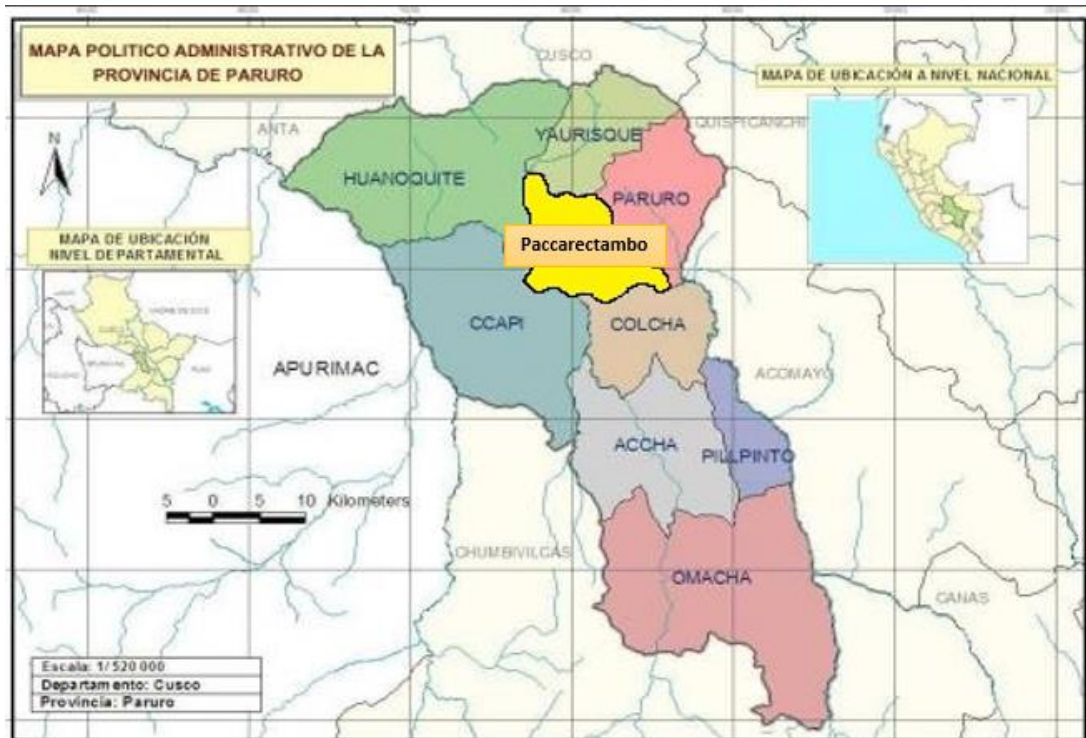 MAPA POLITICO ADMINISTRATIVO DE LA
PROVINCIA DE PARURO
MAPA DE UBICACIÓN A NIVEL NACIONAL
CUSCO
ANTA
QUISPICANCHI
N
YAURISQUE
HUANOQUITE
PARURO
MAPA DE UBICACIÓN
NIVEL DEPARTAMENTAL
Paccarectambo
CCAPI
COLCHA
APURIMAC
ACOMAYO
ACCHA
PILLPINTO
5 0 5 10 Kilometers
CHUMBIVILCAS
OMACHA
CANAS
Escala: 1/520 000
Departamento: Cusco
Provincia: Paruro